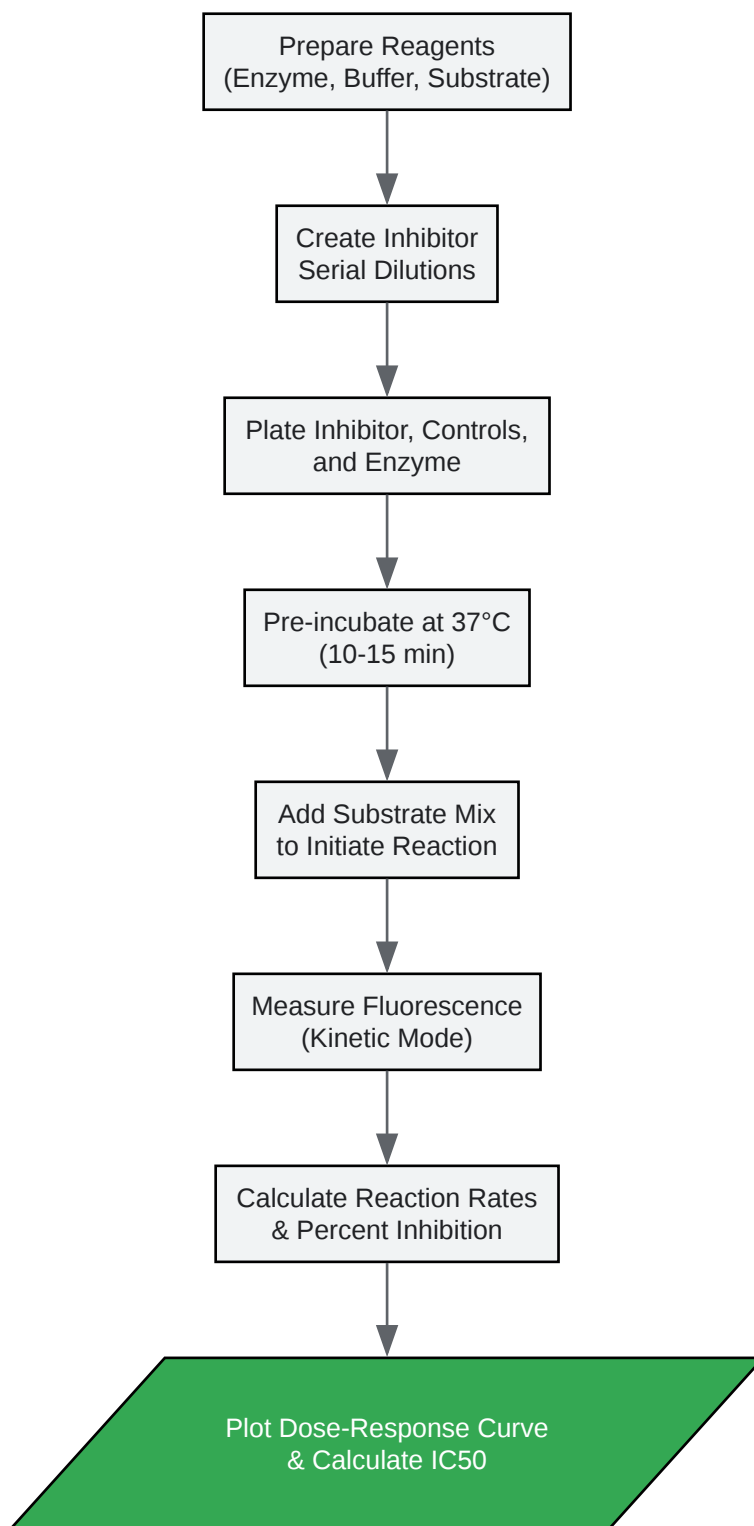 Prepare Reagents
(Enzyme, Buffer, Substrate)
Create Inhibitor
Serial Dilutions
Plate Inhibitor, Controls,
and Enzyme
Pre-incubate at 37°C
(10-15 min)
Add Substrate Mix
to Initiate Reaction
Measure Fluorescence
(Kinetic Mode)
Calculate Reaction Rates
& Percent Inhibition
Plot Dose-Response Curve
& Calculate IC50